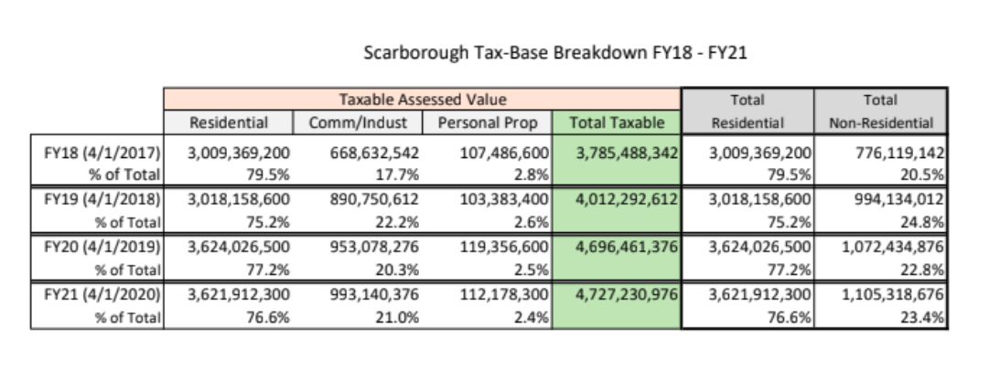 Scarborough Tax-Base Breakdown FY18 - FY21
Taxable Assessed Value Total Total
Residential Comm/Indust Personal Prop Total Taxable Residential Non-Residential
FY18 (4/1/2017) 3,009,369,200 668,632,542 107,486,600 3,785,488,342 3,009,369,200 776,119,142
% of Total 79.5% 17.7% 2.8% 79.5% 20.5%
FY19 (4/1/2018) 3,018,158,600 890,750,612 103,383,400 4,012,292,612 3,018,158,600 994,134,012
% of Total 75.2% 22.2% 2.6% 75.2% 24.8%
FY20 (4/1/2019) 3,624,026,500 953,078,276 119,356,600 4,696,461,376 3,624,026,500 1,072,434,876
% of Total 77.2% 20.3% 2.5% 77.2% 22.8%
FY21 (4/1/2020) 3,621,912,300 993,140,376 112,178,300 4,727,230,976 3,621,912,300 1,105,318,676
% of Total 76.6% 21.0% 2.4% 76.6% 23.4%